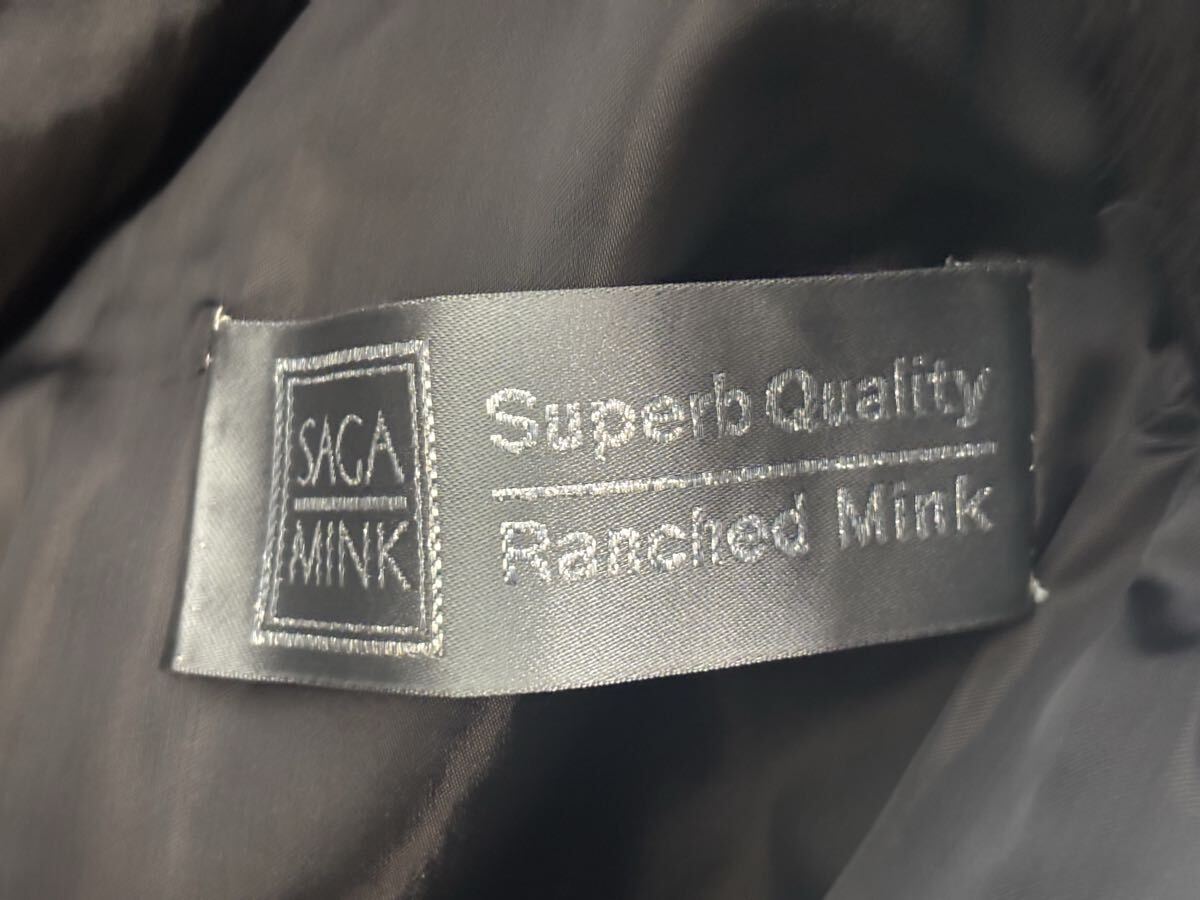 SAGA
MINK
Superb Quality
Ranched Mink